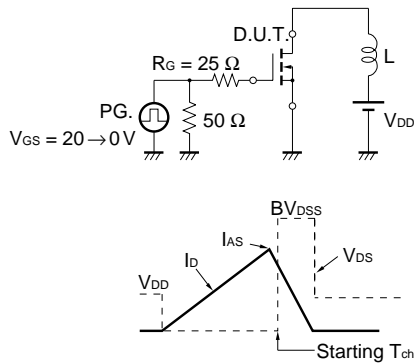 D.U.T.
RG = 25 Ω
L
PG.
50 Ω
VDD
VGS = 20 → 0 V
BVDSS
IAS
ID
VDS
VDD
Starting Tch